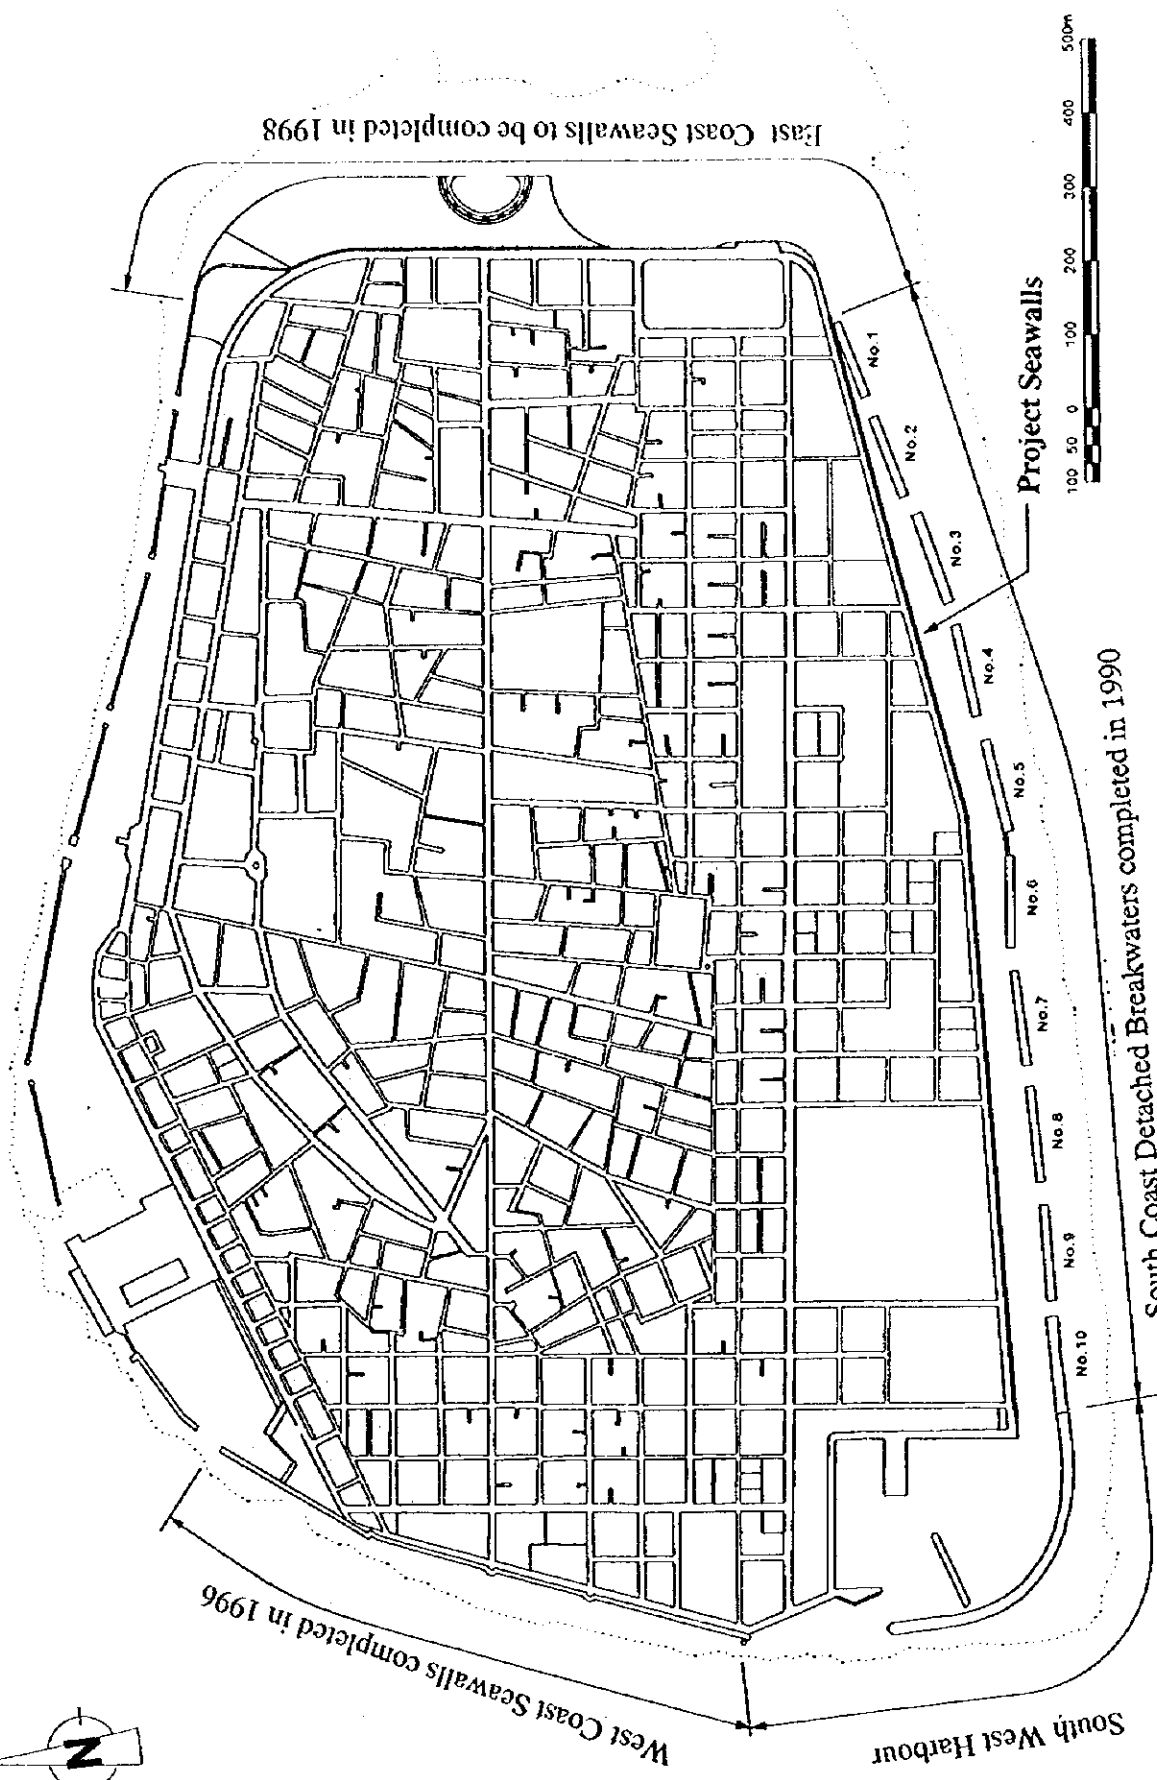 East Coast Seawalls to be completed in 1998
500m
400
300
200
100
0
50
100
Project Seawalls
No.1
No.2
No.3
No.4
No.5
No.6
No.7
No.8
No.9
No.10
South Coast Detached Breakwaters completed in 1990
West Coast Seawalls completed in 1996
South West Harbour
N